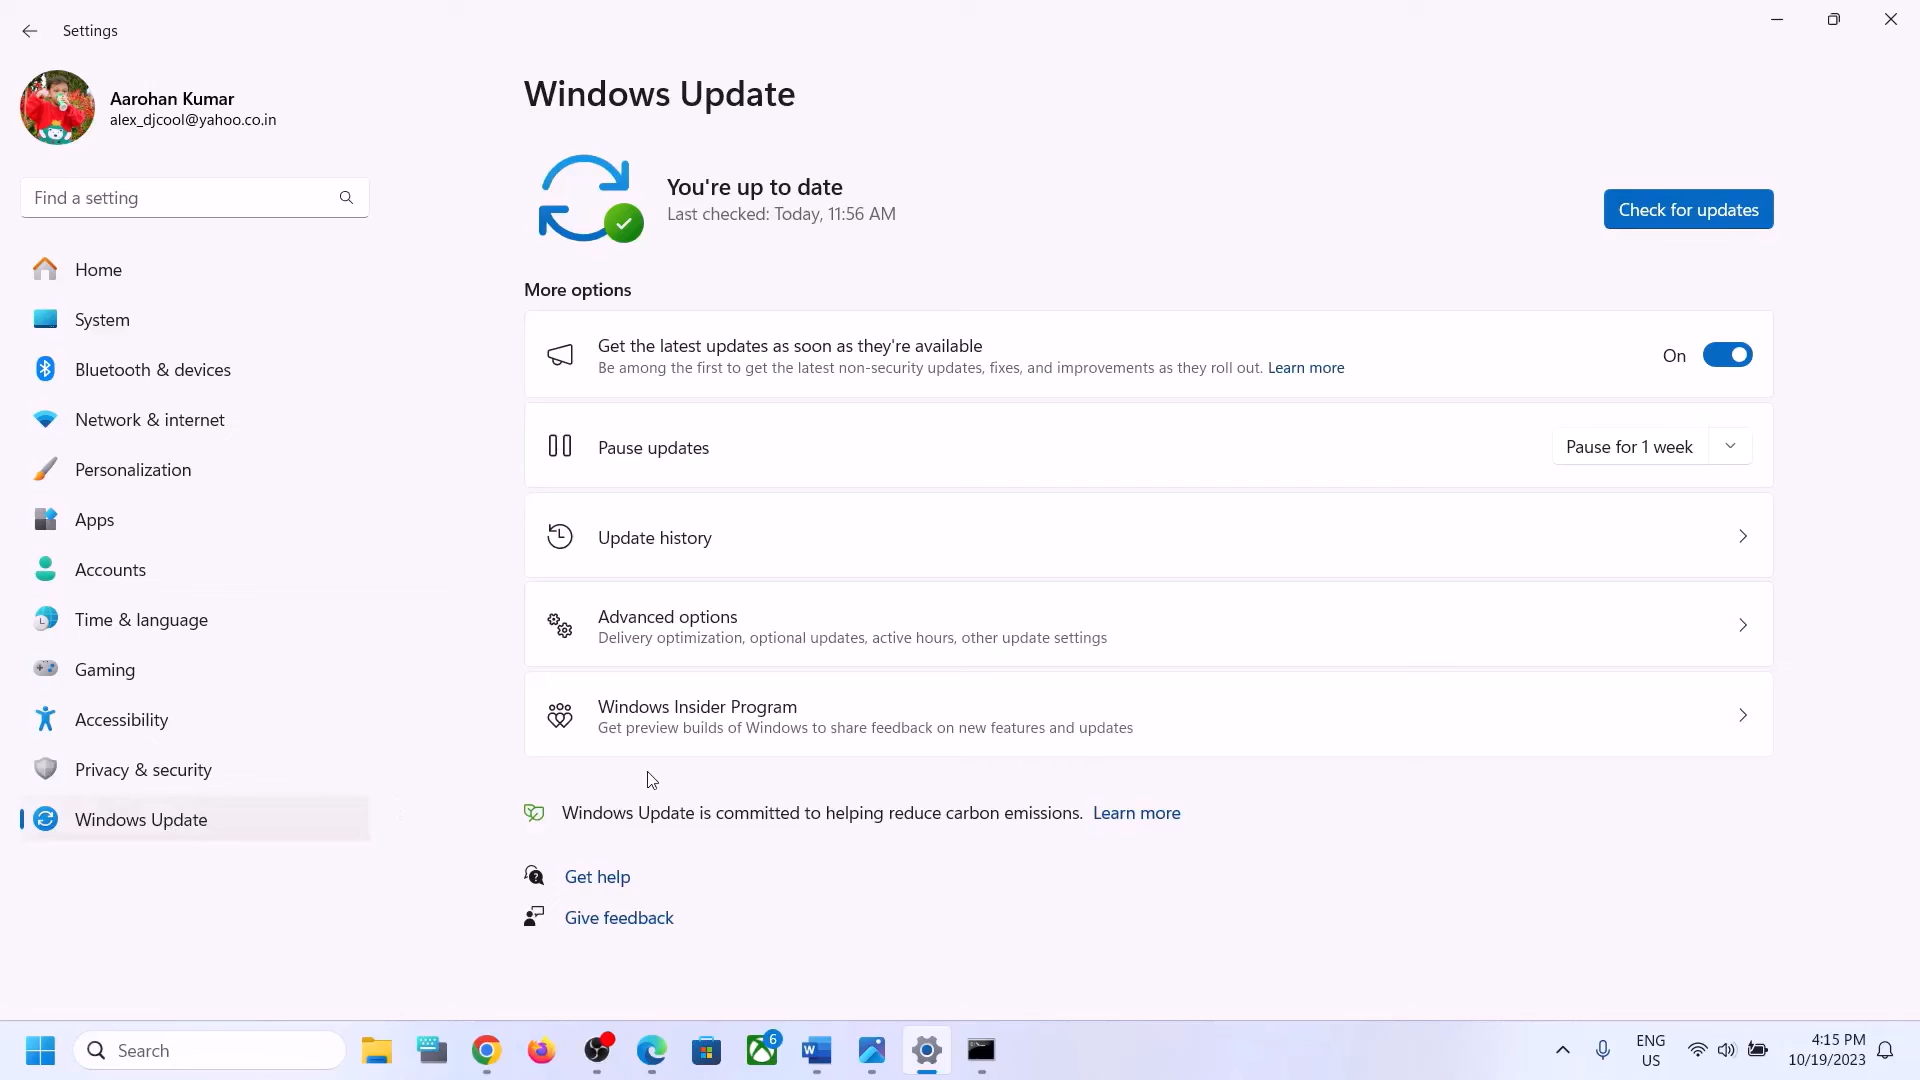 Settings
Aarohan Kumar
alex_djcool@yahoo.co.in
Find a setting
Home
System
Bluetooth & devices
Network & internet
Personalization
Apps
Accounts
Time & language
Gaming
Accessibility
Privacy & security
Windows Update
Windows Update
You're up to date
Last checked: Today, 11:56 AM
Check for updates
More options
Get the latest updates as soon as they're available
Be among the first to get the latest non-security updates, fixes, and improvements as they roll out. Learn more
On
Pause updates
Pause for 1 week
Update history
Advanced options
Delivery optimization, optional updates, active hours, other update settings
Windows Insider Program
Get preview builds of Windows to share feedback on new features and updates
Windows Update is committed to helping reduce carbon emissions. Learn more
Get help
Give feedback
Search
6
ENG
US
4:15 PM
10/19/2023